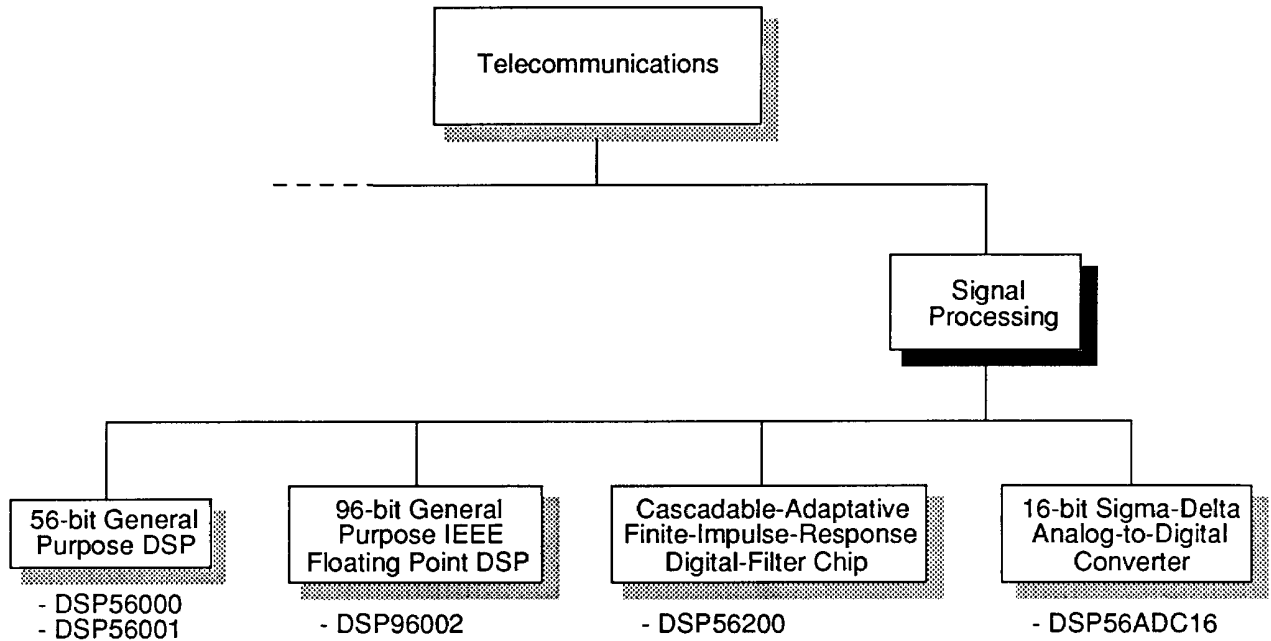 Telecommunications
Signal
Processing
56-bit General
Purpose DSP
- DSP56000
- DSP56001
96-bit General
Purpose IEEE
Floating Point DSP
- DSP96002
Cascadable-Adaptative
Finite-Impulse-Response
Digital-Filter Chip
- DSP56200
16-bit Sigma-Delta
Analog-to-Digital
Converter
- DSP56ADC16